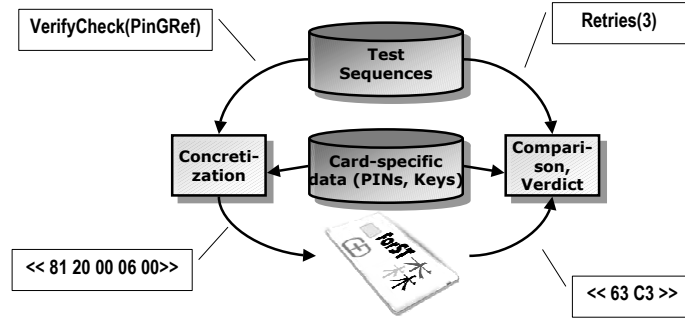 VerifyCheck(PinGRef)
Retries(3)
Test
Sequences
Concreti-
zation
Card-specific
data (PINs, Keys)
Compari-
son,
Verdict
forST
<< 81 20 00 06 00>>
<< 63 C3 >>